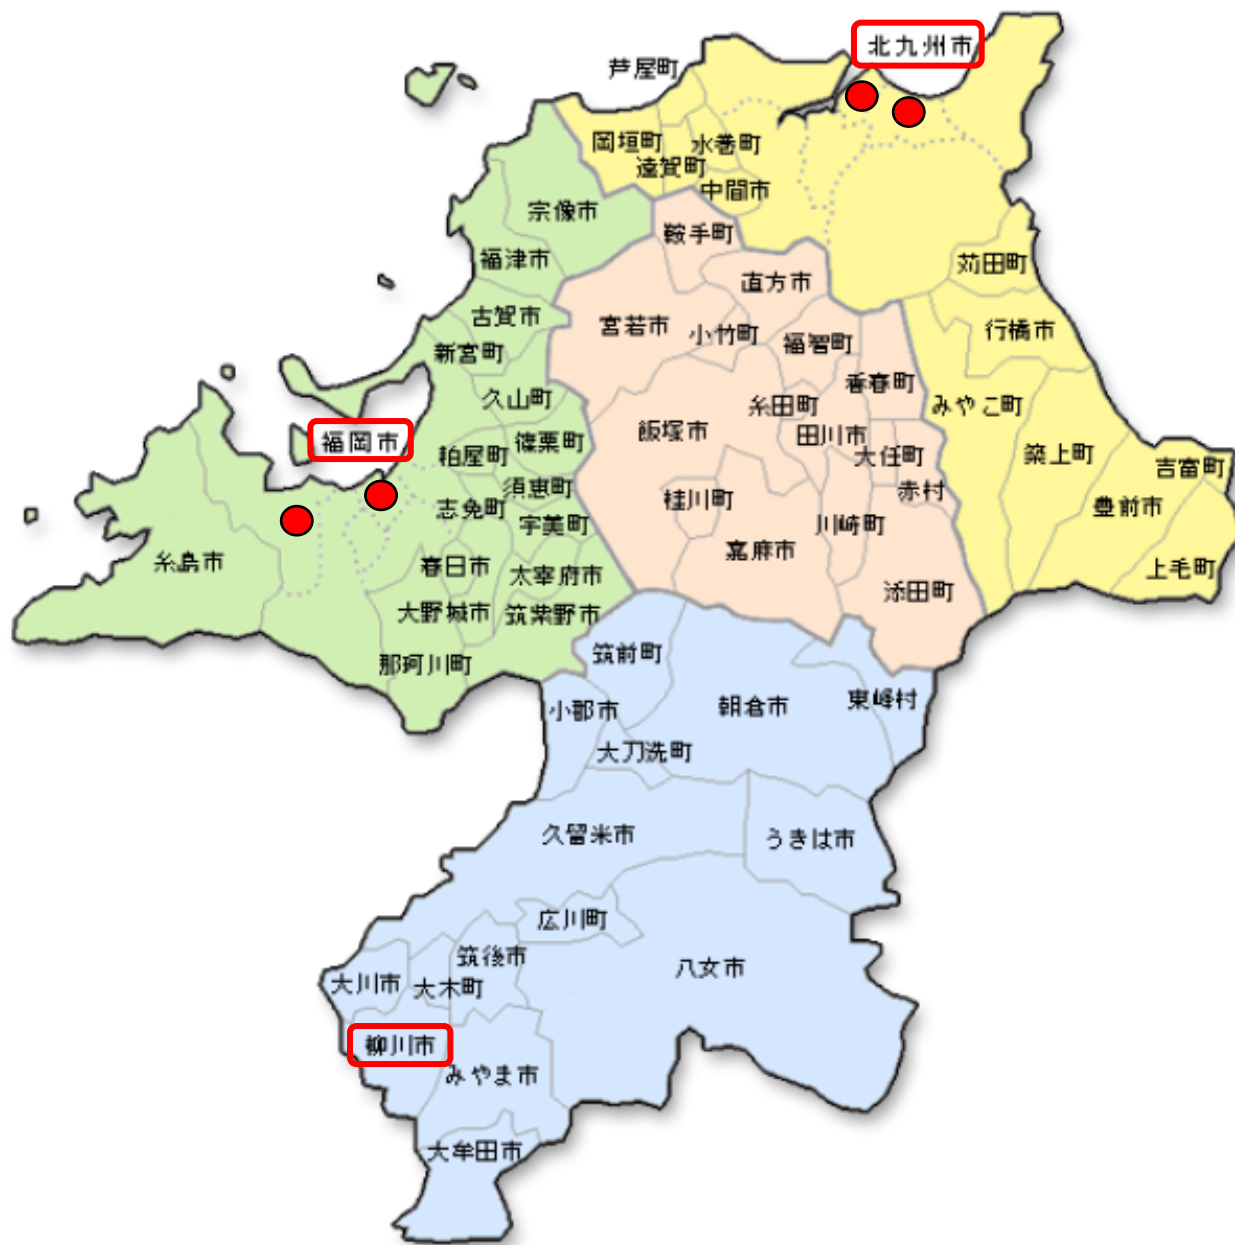 北九州市
芦屋町
岡垣町
水巻町
遠賀町
中間市
宗像市
鞍手町
福津市
苅田町
直方市
古賀市
宮若市
小竹町
行橋市
新宮町
福智町
香春町
久山町
糸田町
みやこ町
福岡市
飯塚市
田川市
篠栗町
粕屋町
大任町
築上町
吉富町
須恵町
赤村
桂川町
志免町
宇美町
川崎町
豊前市
嘉麻市
糸島市
春日市
太宰府市
上毛町
添田町
大野城市
筑紫野市
那珂川町
筑前町
小郡市
朝倉市
東峰村
大刀洗町
久留米市
うきは市
広川町
筑後市
八女市
大川市
大木町
柳川市
みやま市
大牟田市